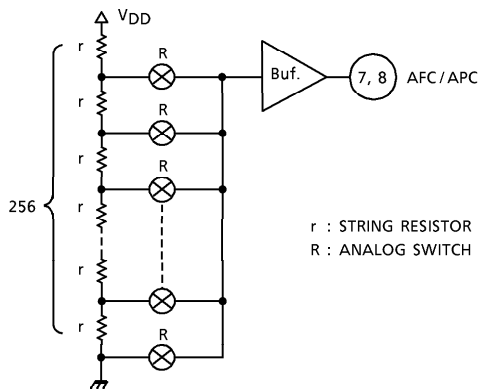 VDD
r
R
Buf.
7, 8
AFC/APC
r
R
r
R
256
r
r : STRING RESISTOR
R : ANALOG SWITCH
r
r
R